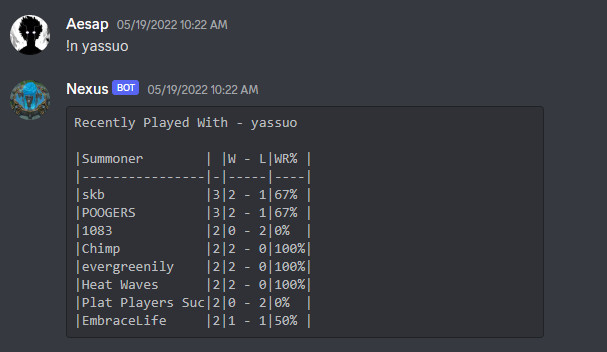 Aesap 05/19/2022 10:22 AM
!n yassuo
Nexus BOT 05/19/2022 10:22 AM
Recently Played With - yassuo
|Summoner        | |W - L|WR% |
|----------------|-|-----|----|
|skb             |3|2 - 1|67% |
|POOGERS         |3|2 - 1|67% |
|1083            |2|0 - 2|0%  |
|Chimp           |2|2 - 0|100%|
|evergreenily    |2|2 - 0|100%|
|Heat Waves      |2|2 - 0|100%|
|Plat Players Suc|2|0 - 2|0%  |
|EmbraceLife     |2|1 - 1|50% |